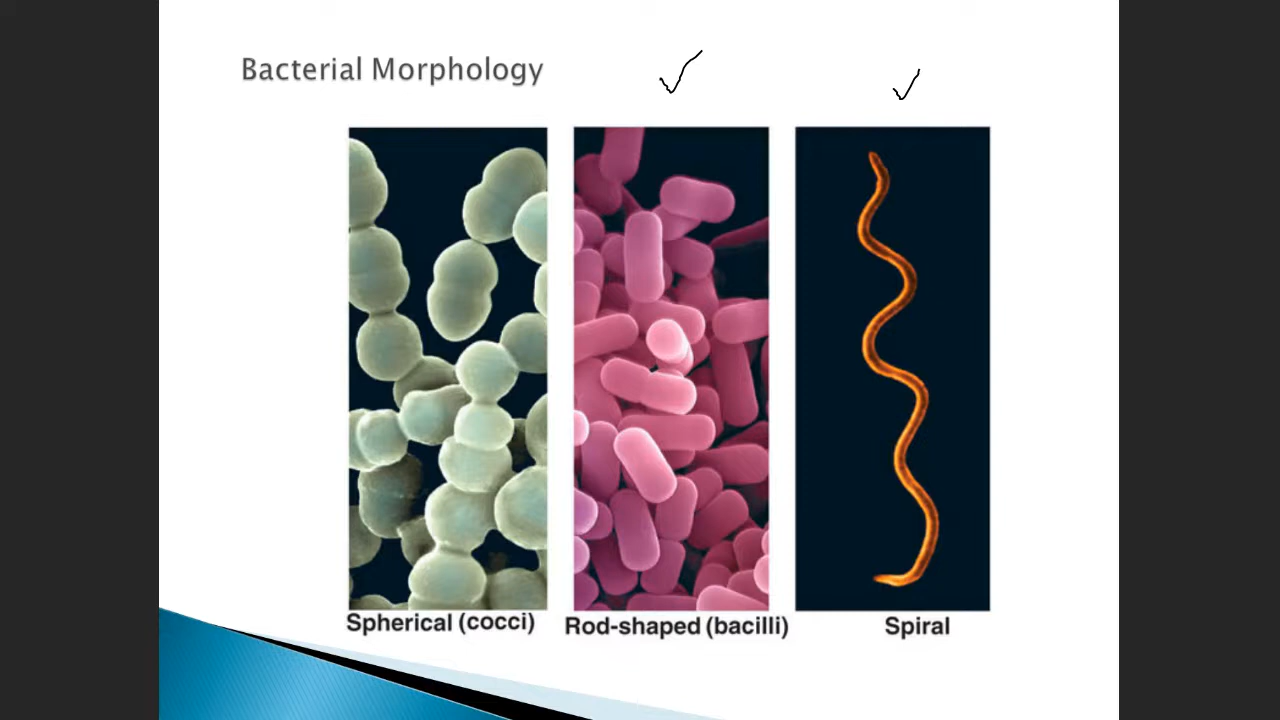 Bacterial Morphology
Spherical (cocci)
Rod-shaped (bacilli)
Spiral